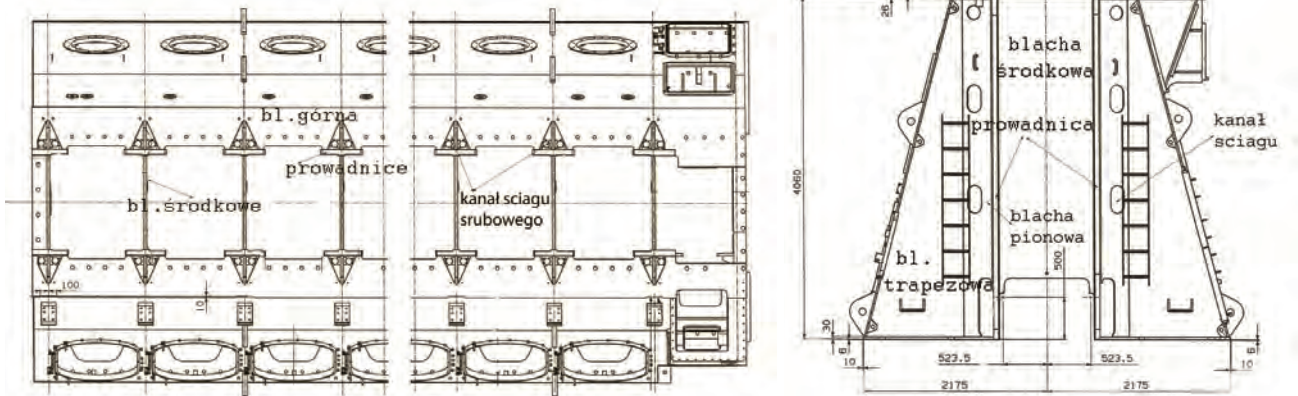 bl.górna
prowadnice
bl.środkowe
kanał sciagu
srubowego
100
10
26
blacha
środkowa
prowadnica
kanał
sciagu
4060
blacha
pionowa
500
bl.
trapezowa
30
6
10
523.5
523.5
6
10
2175
2175